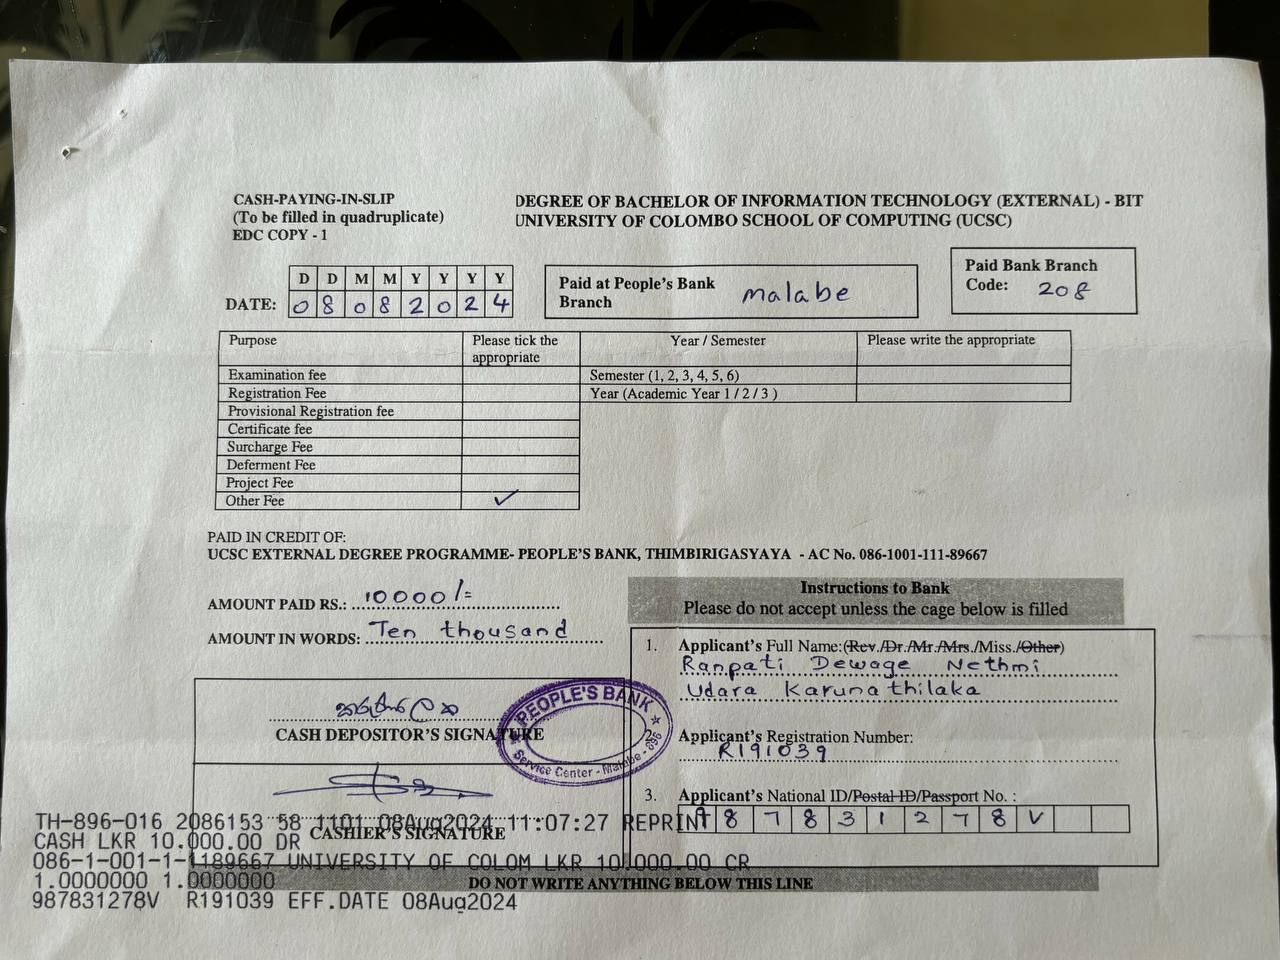 CASH-PAYING-IN-SLIP
(To be filled in quadruplicate)
EDC COPY - 1
DEGREE OF BACHELOR OF INFORMATION TECHNOLOGY (EXTERNAL) - BIT
UNIVERSITY OF COLOMBO SCHOOL OF COMPUTING (UCSC)
D D M M Y Y Y Y
DATE: 0 8 0 8 2 0 2 4
Paid at People's Bank
Branch malabe
Paid Bank Branch
Code: 208
Purpose Please tick the appropriate Year / Semester Please write the appropriate
Examination fee Semester (1, 2, 3, 4, 5, 6)
Registration Fee Year (Academic Year 1 / 2 / 3 )
Provisional Registration fee
Certificate fee
Surcharge Fee
Deferment Fee
Project Fee
Other Fee ✓
PAID IN CREDIT OF:
UCSC EXTERNAL DEGREE PROGRAMME- PEOPLE'S BANK, THIMBIRIGASYAYA - AC No. 086-1001-111-89667
AMOUNT PAID RS.: 10000/=
AMOUNT IN WORDS: Ten thousand
CASH DEPOSITOR'S SIGNATURE
PEOPLE'S BANK
Service Center - Malabe - 896
CASHIER'S SIGNATURE
Instructions to Bank
Please do not accept unless the cage below is filled
1. Applicant's Full Name:(Rev./Dr./Mr./Mrs./Miss./Other)
Ranpati Dewage Nethmi
Udara Karunathilaka
Applicant's Registration Number:
R191039
3. Applicant's National ID/Postal ID/Passport No. :
9 8 7 8 3 1 2 7 8 V
TH-896-016 2086153 58 1101 08Aug2024 11:07:27 REPRINT
CASH LKR 10.000.00 DR
086-1-001-1-1189667 UNIVERSITY OF COLOM LKR 10.000.00 CR
1.0000000 1.0000000
DO NOT WRITE ANYTHING BELOW THIS LINE
987831278V R191039 EFF.DATE 08Aug2024